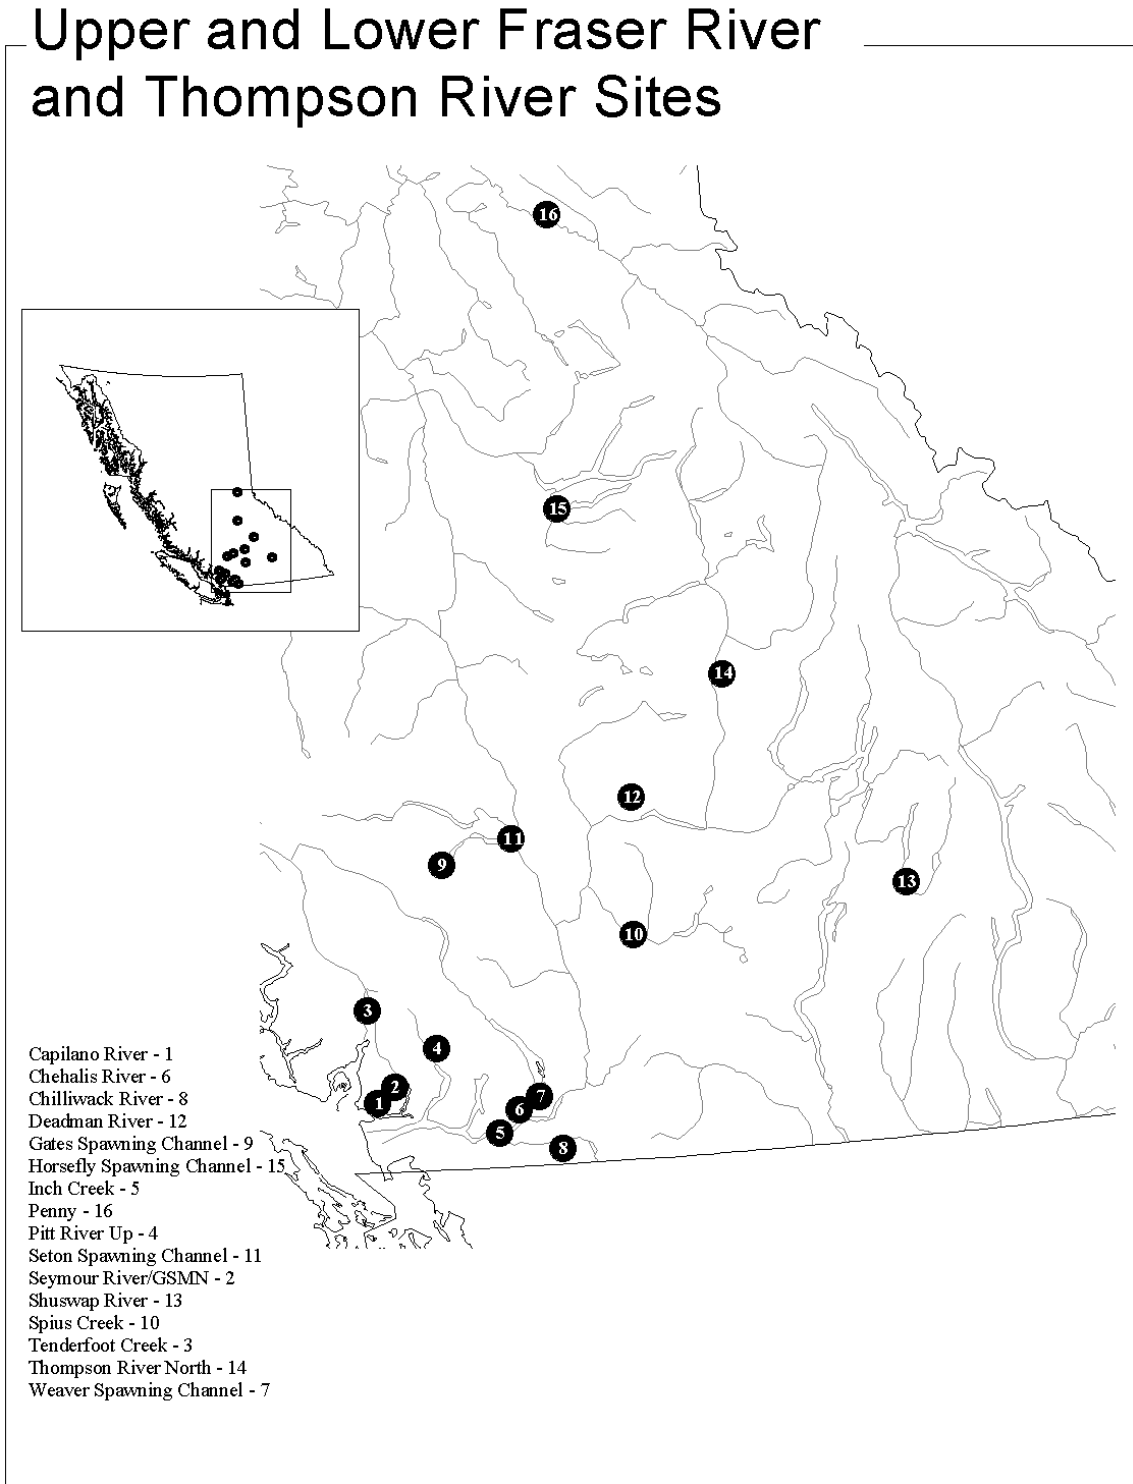 Upper and Lower Fraser River
and Thompson River Sites
16
15
14
12
11
9
13
10
3
4
2
1
7
6
5
8
Capilano River - 1
Chehalis River - 6
Chilliwack River - 8
Deadman River - 12
Gates Spawning Channel - 9
Horsefly Spawning Channel - 15
Inch Creek - 5
Penny - 16
Pitt River Up - 4
Seton Spawning Channel - 11
Seymour River/GSMN - 2
Shuswap River - 13
Spius Creek - 10
Tenderfoot Creek - 3
Thompson River North - 14
Weaver Spawning Channel - 7